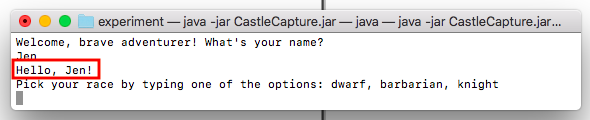 experiment — java -jar CastleCapture.jar — java — java -jar CastleCapture.jar...
Welcome, brave adventurer! What's your name?
Jen
Hello, Jen!
Pick your race by typing one of the options: dwarf, barbarian, knight